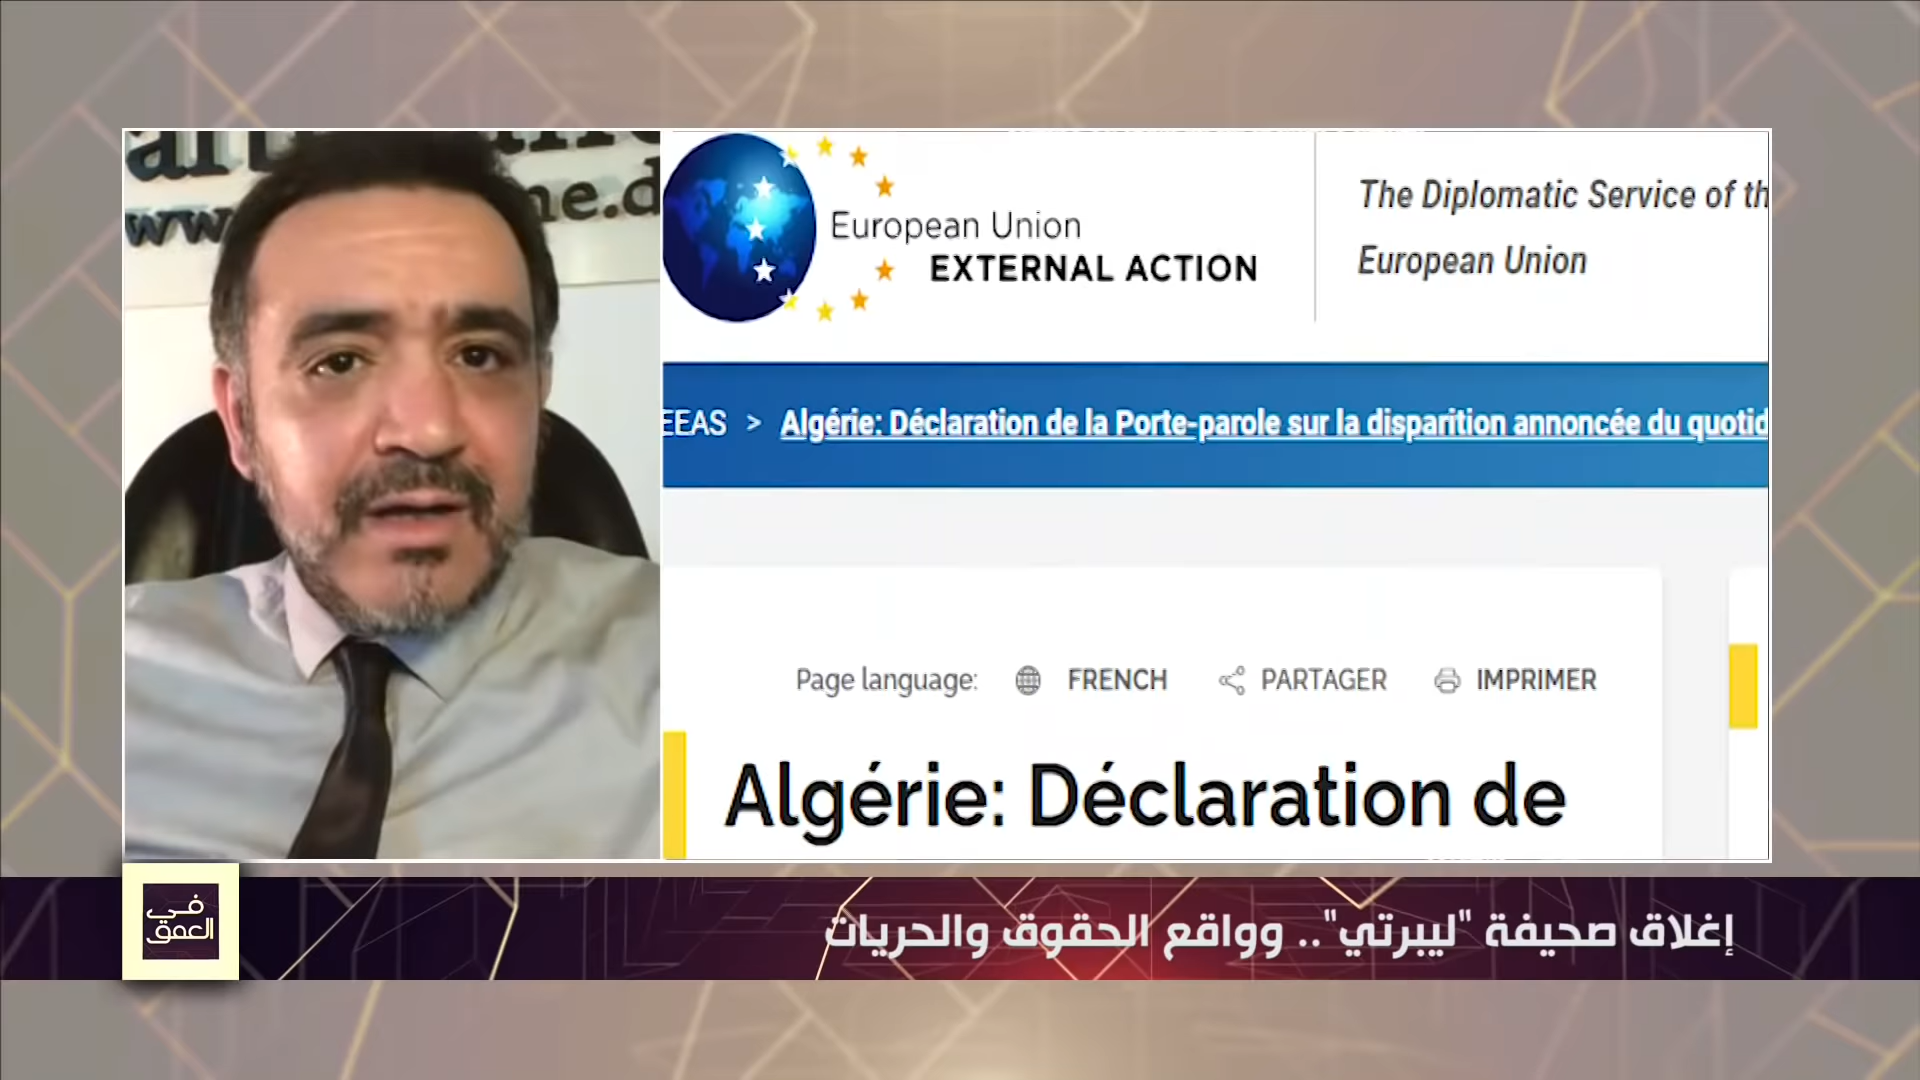 www
ne.d
European Union
EXTERNAL ACTION
The Diplomatic Service of th
European Union
EEAS > Algérie: Déclaration de la Porte-parole sur la disparition annoncée du quotid
Page language: FRENCH PARTAGER IMPRIMER
Algérie: Déclaration de
في
العمق
إغلاق صحيفة "ليبرتي" .. وواقع الحقوق والحريات